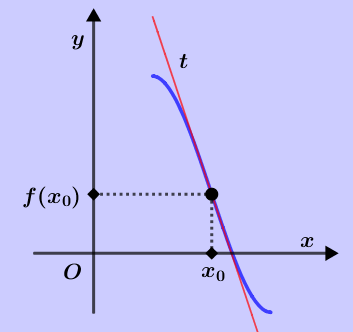 y
t
f(x₀)
x
O
x₀